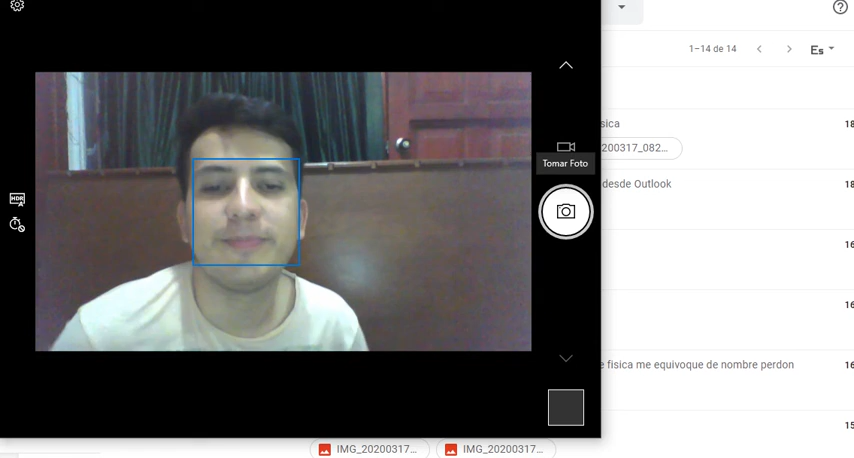 1–14 de 14
Es
sica
18
200317_082...
Tomar Foto
desde Outlook
18
HDR
A
16
16
e fisica me equivoque de nombre perdon
16
15
IMG_20200317...
IMG_20200317...